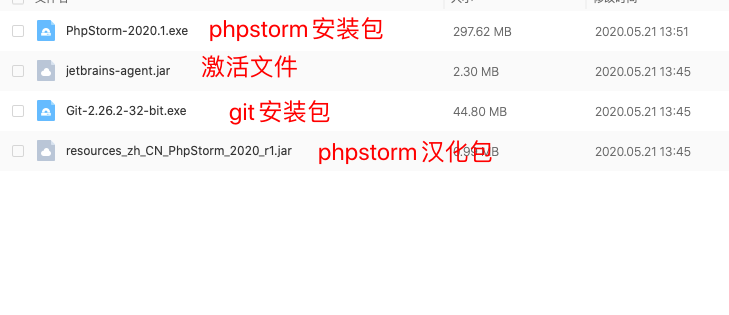 PhpStorm-2020.1.exe phpstorm安装包 297.62 MB 2020.05.21 13:51
jetbrains-agent.jar 激活文件 2.30 MB 2020.05.21 13:45
Git-2.26.2-32-bit.exe git安装包 44.80 MB 2020.05.21 13:45
resources_zh_CN_PhpStorm_2020_r1.jar phpstorm汉化包 MB 2020.05.21 13:45